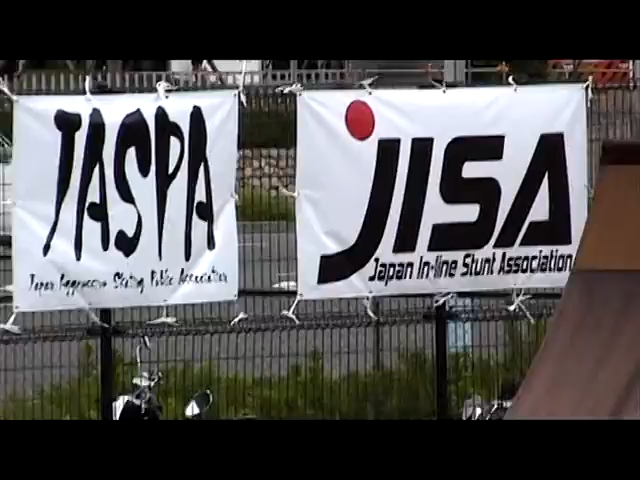 JASPA
Japan Aggressive Skating Public Association
JISA
Japan In-line Stunt Association